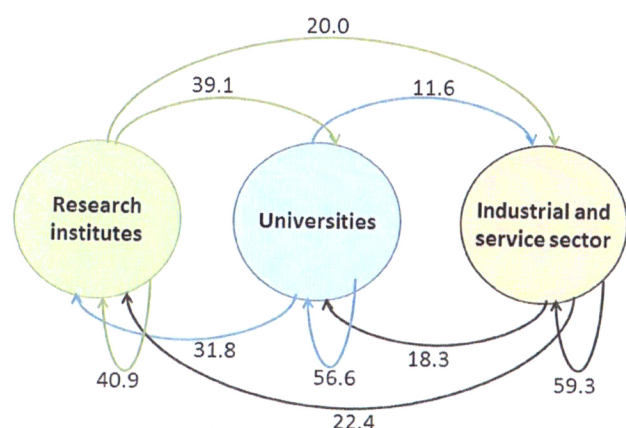 20.0
39.1
11.6
Research
institutes
Universities
Industrial and
service sector
31.8
18.3
40.9
56.6
59.3
22.4